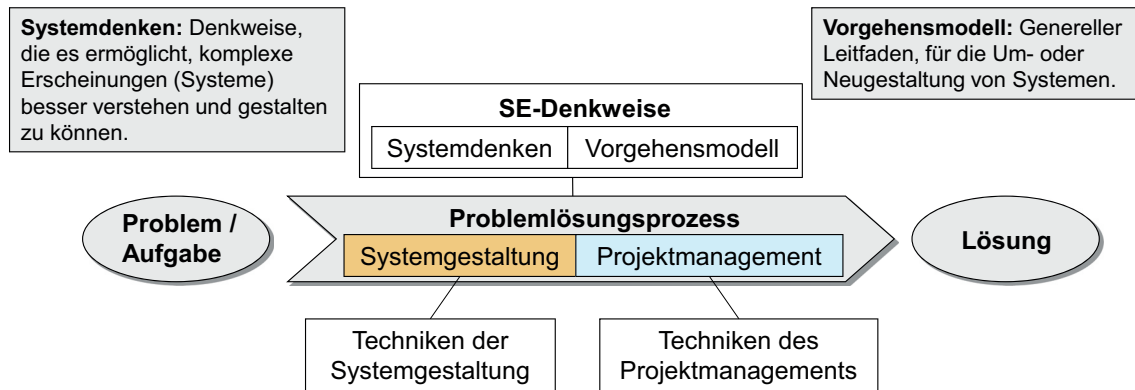 Systemdenken: Denkweise,
die es ermöglicht, komplexe
Erscheinungen (Systeme)
besser verstehen und gestalten
zu können.
Vorgehensmodell: Genereller
Leitfaden, für die Um- oder
Neugestaltung von Systemen.
SE-Denkweise
Systemdenken
Vorgehensmodell
Problem /
Aufgabe
Problemlösungsprozess
Systemgestaltung
Projektmanagement
Lösung
Techniken der
Systemgestaltung
Techniken des
Projektmanagements